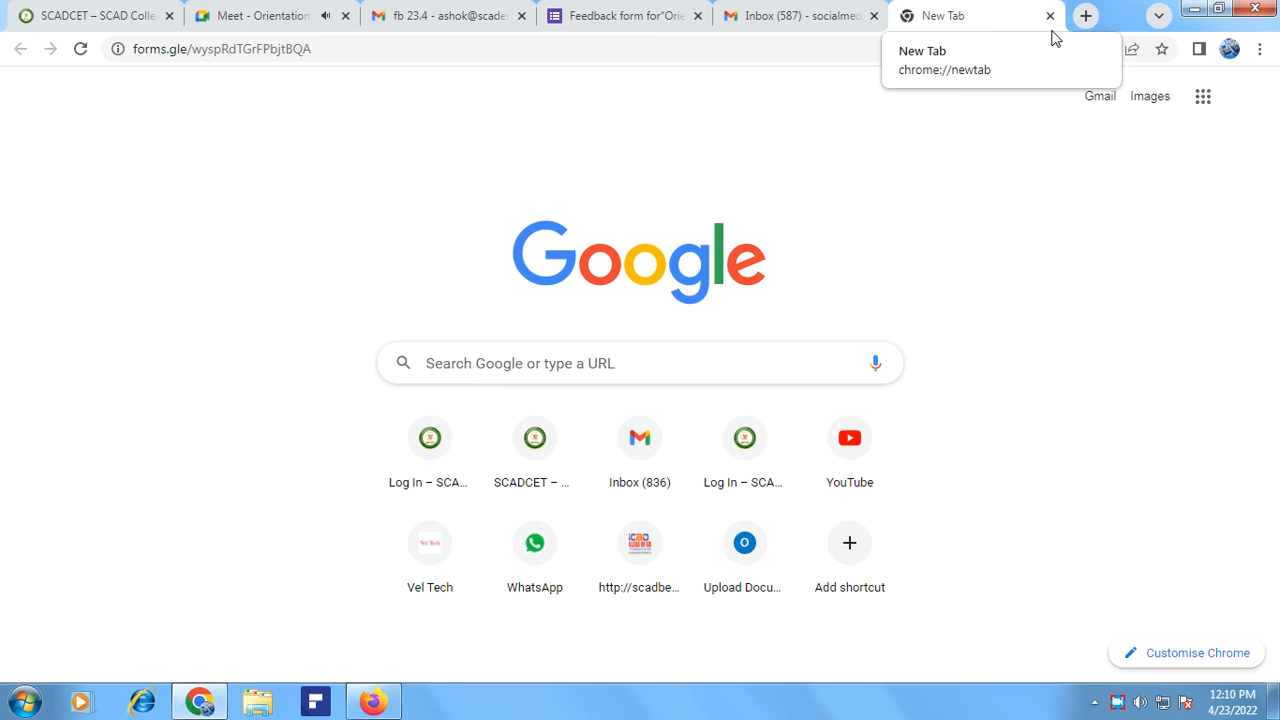 SCADCET – SCAD Colle
Meet - Orientation
fb 23.4 - ashok@scade
Feedback form for"Orie
Inbox (587) - socialmed
New Tab
forms.gle/wyspRdTGrFPbjtBQA
New Tab
chrome://newtab
Gmail
Images
Google
Search Google or type a URL
Log In – SCA...
SCADCET – ...
Inbox (836)
Log In – SCA...
YouTube
Vel Tech
Vel Tech
WhatsApp
http://scadbe...
O
Upload Docu...
Add shortcut
Customise Chrome
12:10 PM
4/23/2022